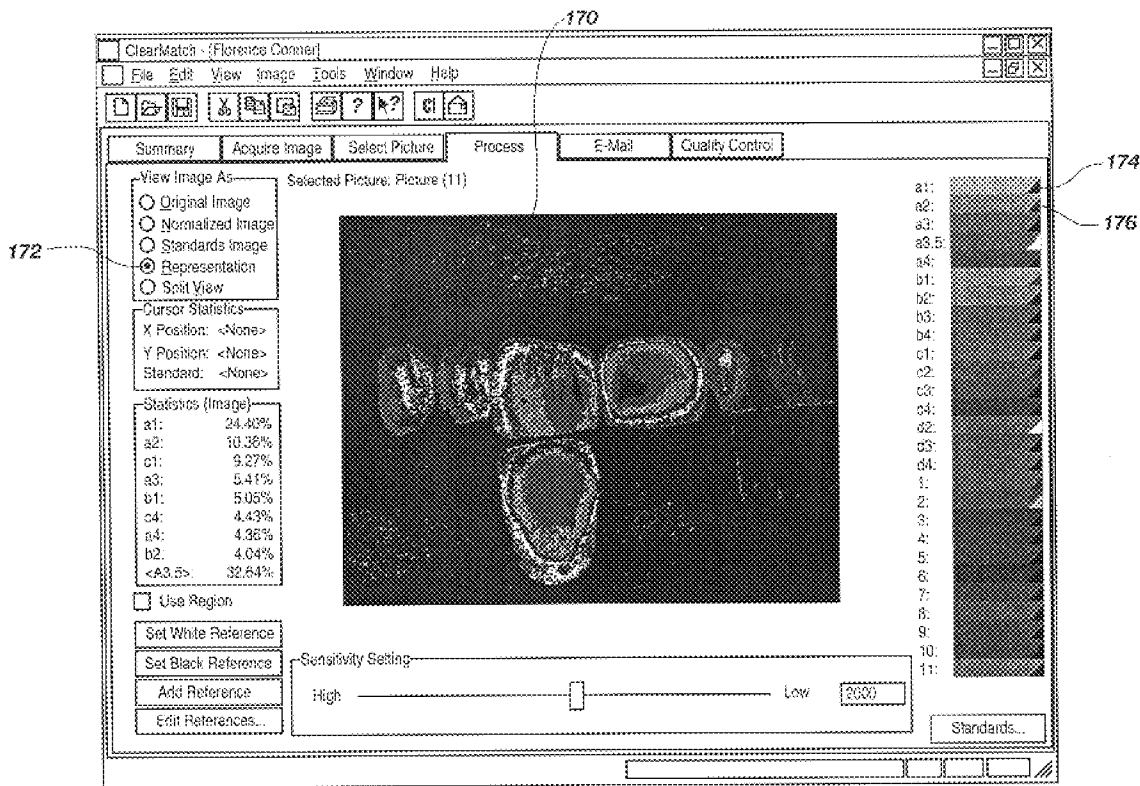 170
ClearMatch - [Florence Conner]
File Edit View Image Tools Window Help
? ?
Summary Acquire Image Select Picture Process E-Mail Quality Control
View Image As
Original Image
Normalized Image
Standards Image
172
Representation
Split View
Cursor Statistics
X Position: <None>
Y Position: <None>
Standard: <None>
Statistics (Image)
a1: 24.40%
a2: 10.36%
c1: 9.27%
a3: 5.41%
b1: 5.05%
c4: 4.43%
a4: 4.36%
b2: 4.04%
<A3.5>: 32.64%
Use Region
Set White Reference
Set Black Reference
Add Reference
Edit References...
Selected Picture: Picture (11)
Sensitivity Setting
High Low 2000
a1:
174
a2:
176
a3:
a3.5:
a4:
b1:
b2:
b3:
b4:
c1:
c2:
c3:
c4:
d2:
d3:
d4:
1:
2:
3:
4:
5:
6:
7:
8:
9:
10:
11:
Standards...